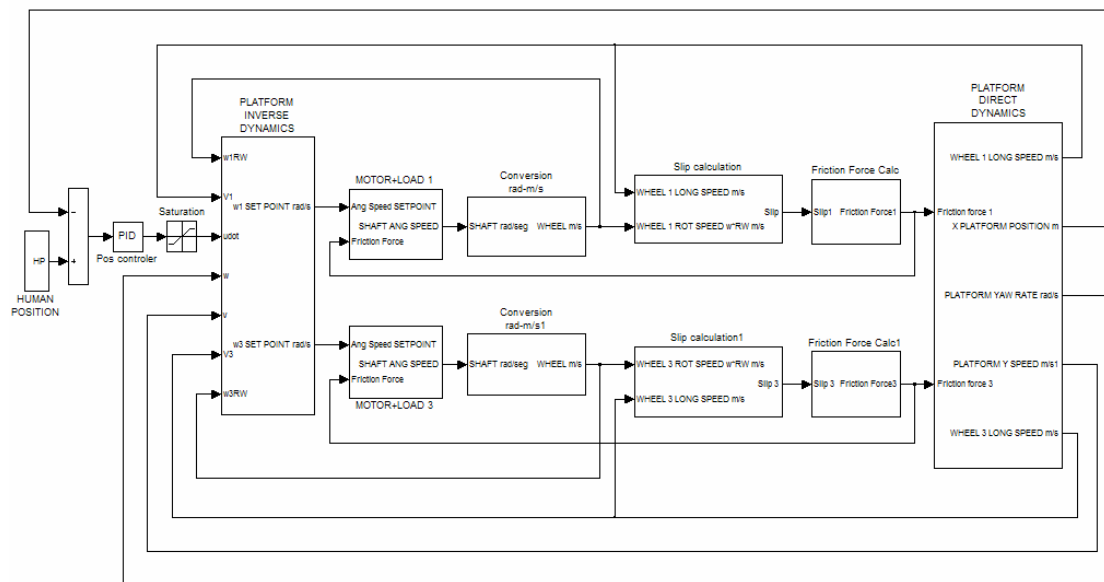 PLATFORM
INVERSE
DYNAMICS
w1RW
V1
w1 SET POINT rad/s
udot
w
v
w3 SET POINT rad/s
V3
w3RW
HP
HUMAN
POSITION
−
+
PID
Pos controler
Saturation
MOTOR+LOAD 1
Ang Speed SETPOINT
SHAFT ANG SPEED
Friction Force
Conversion
rad-m/s
SHAFT rad/seg
WHEEL m/s
Slip calculation
WHEEL 1 LONG SPEED m/s
Slip
WHEEL 1 ROT SPEED w*RW m/s
Friction Force Calc
Slip1
Friction Force1
Ang Speed SETPOINT
SHAFT ANG SPEED
Friction Force
MOTOR+LOAD 3
Conversion
rad-m/s1
SHAFT rad/seg
WHEEL m/s
Slip calculation1
WHEEL 3 ROT SPEED w*RW m/s
Slip 3
WHEEL 3 LONG SPEED m/s
Friction Force Calc1
Slip 3
Friction Force3
PLATFORM
DIRECT
DYNAMICS
WHEEL 1 LONG SPEED m/s
Friction force 1
X PLATFORM POSITION m
PLATFORM YAW RATE rad/s
PLATFORM Y SPEED m/s1
Friction force 3
WHEEL 3 LONG SPEED m/s